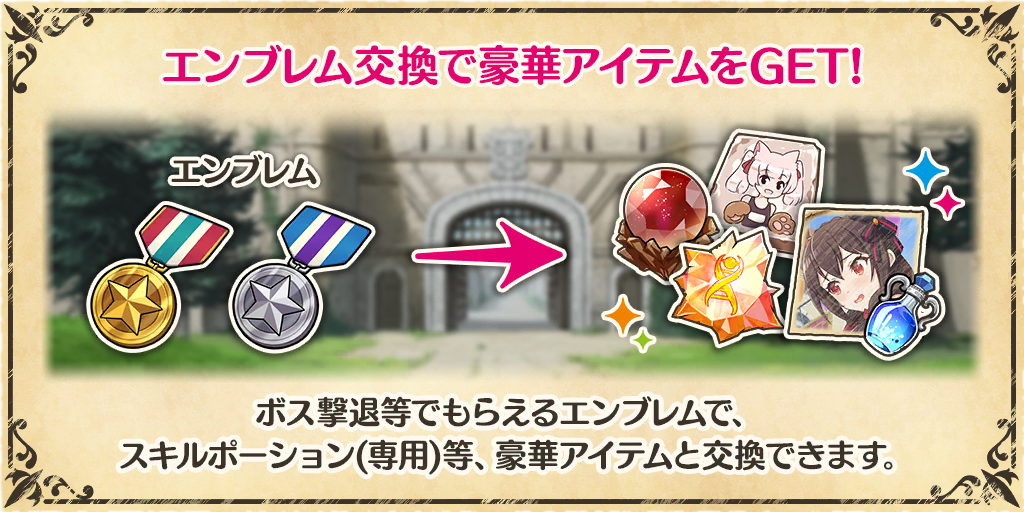 エンブレム交換で豪華アイテムをGET!
エンブレム
ボス撃退等でもらえるエンブレムで、
スキルポーション(専用)等、豪華アイテムと交換できます。